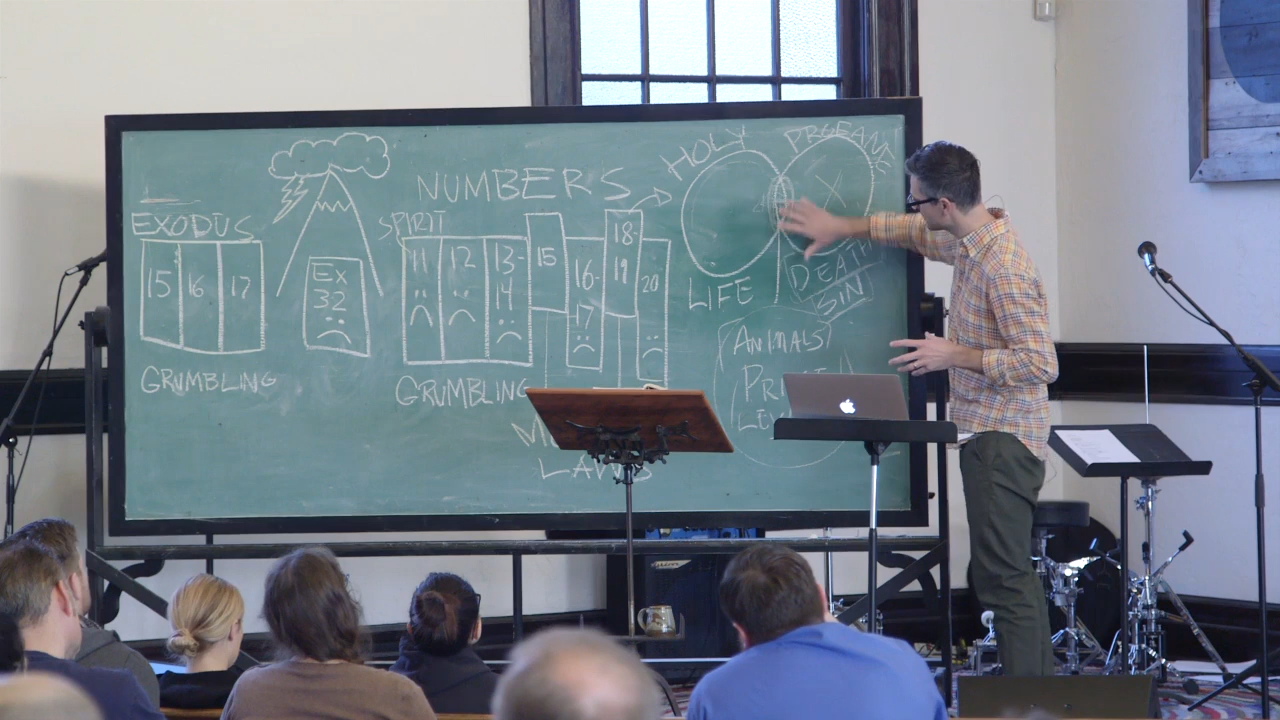 EXODUS
15 16 17
GRUMBLING
EX
32
NUMBERS
SPIRIT
11 12 13-
14
15
16-
17
18-
19
20
GRUMBLING
LAWS
HOLY
PROFANE
X
LIFE
DEATH
SIN
ANIMALS